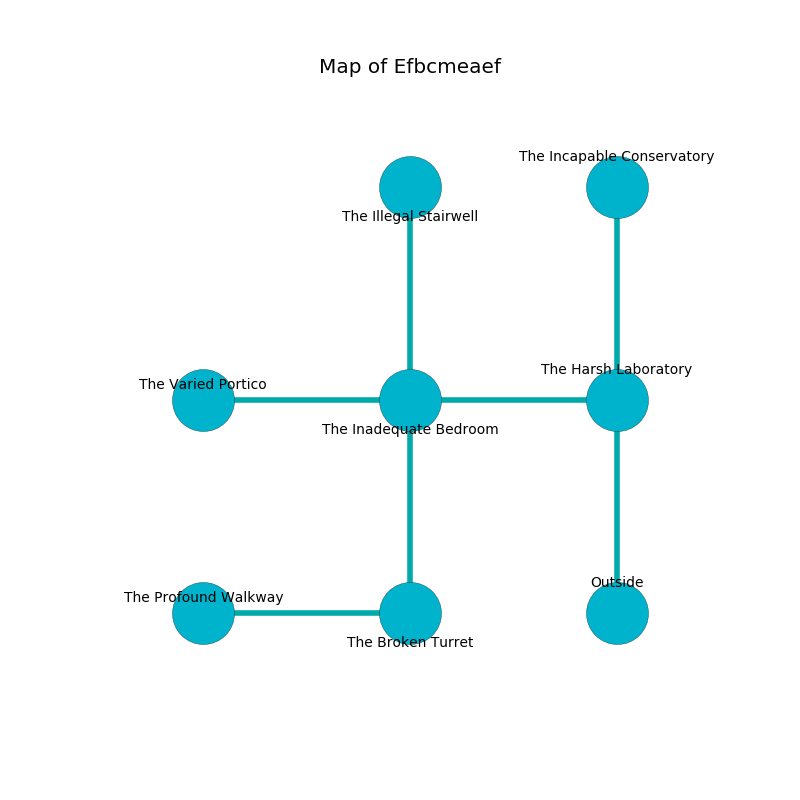 Map of Efbcmeaef
The Incapable Conservatory
The Illegal Stairwell
The Harsh Laboratory
The Varied Portico
The Inadequate Bedroom
Outside
The Profound Walkway
The Broken Turret